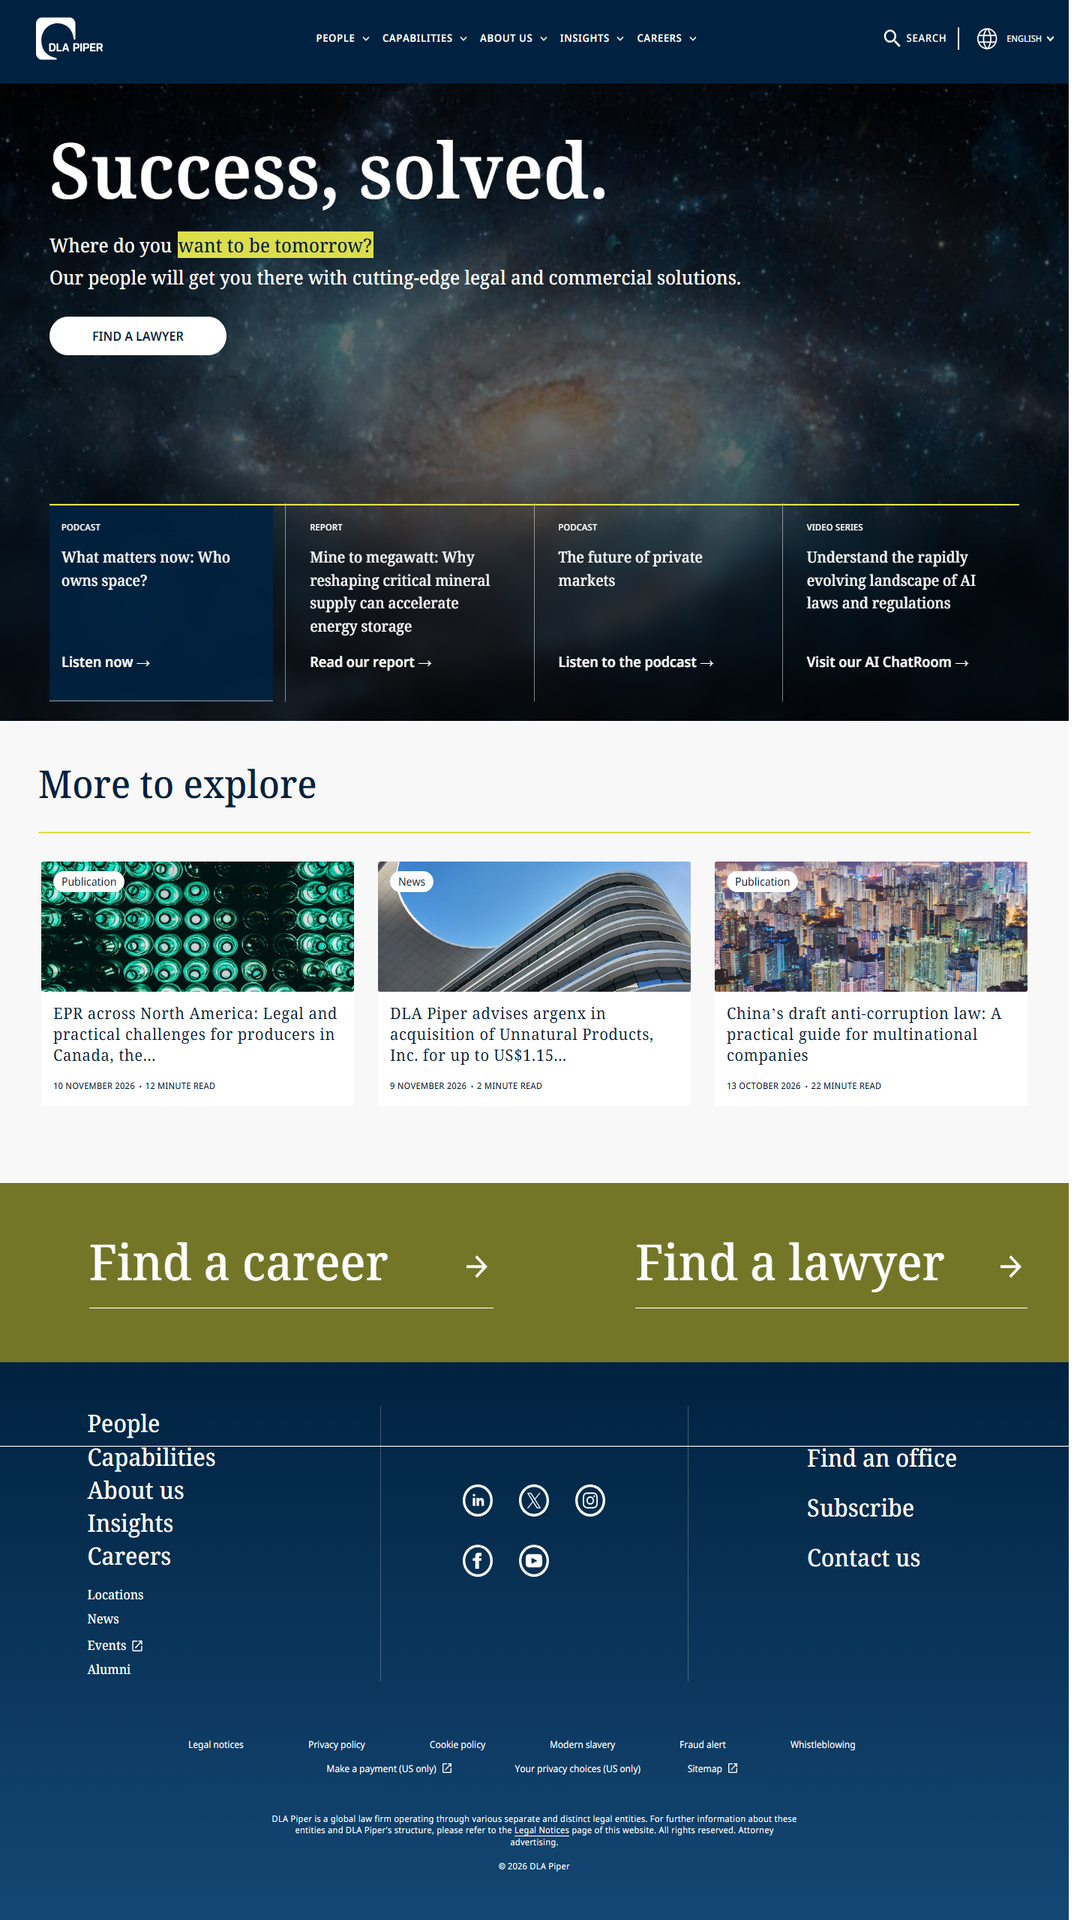 DLA PIPER
PEOPLE
CAPABILITIES
ABOUT US
INSIGHTS
CAREERS
SEARCH
ENGLISH
Success, solved.
Where do you want to be tomorrow?
Our people will get you there with cutting-edge legal and commercial solutions.
FIND A LAWYER
PODCAST
What matters now: Who
owns space?
Listen now →
REPORT
Mine to megawatt: Why
reshaping critical mineral
supply can accelerate
energy storage
Read our report →
PODCAST
The future of private
markets
Listen to the podcast →
VIDEO SERIES
Understand the rapidly
evolving landscape of AI
laws and regulations
Visit our AI ChatRoom →
More to explore
Publication
EPR across North America: Legal and
practical challenges for producers in
Canada, the...
10 NOVEMBER 2026 • 12 MINUTE READ
News
DLA Piper advises argenx in
acquisition of Unnatural Products,
Inc. for up to US$1.15...
9 NOVEMBER 2026 • 2 MINUTE READ
Publication
China's draft anti-corruption law: A
practical guide for multinational
companies
13 OCTOBER 2026 • 22 MINUTE READ
Find a career →
Find a lawyer →
People
Capabilities
About us
Insights
Careers
Locations
News
Events
Alumni
Find an office
Subscribe
Contact us
Legal notices
Privacy policy
Cookie policy
Modern slavery
Fraud alert
Whistleblowing
Make a payment (US only)
Your privacy choices (US only)
Sitemap
DLA Piper is a global law firm operating through various separate and distinct legal entities. For further information about these
entities and DLA Piper's structure, please refer to the Legal Notices page of this website. All rights reserved. Attorney
advertising.
© 2026 DLA Piper